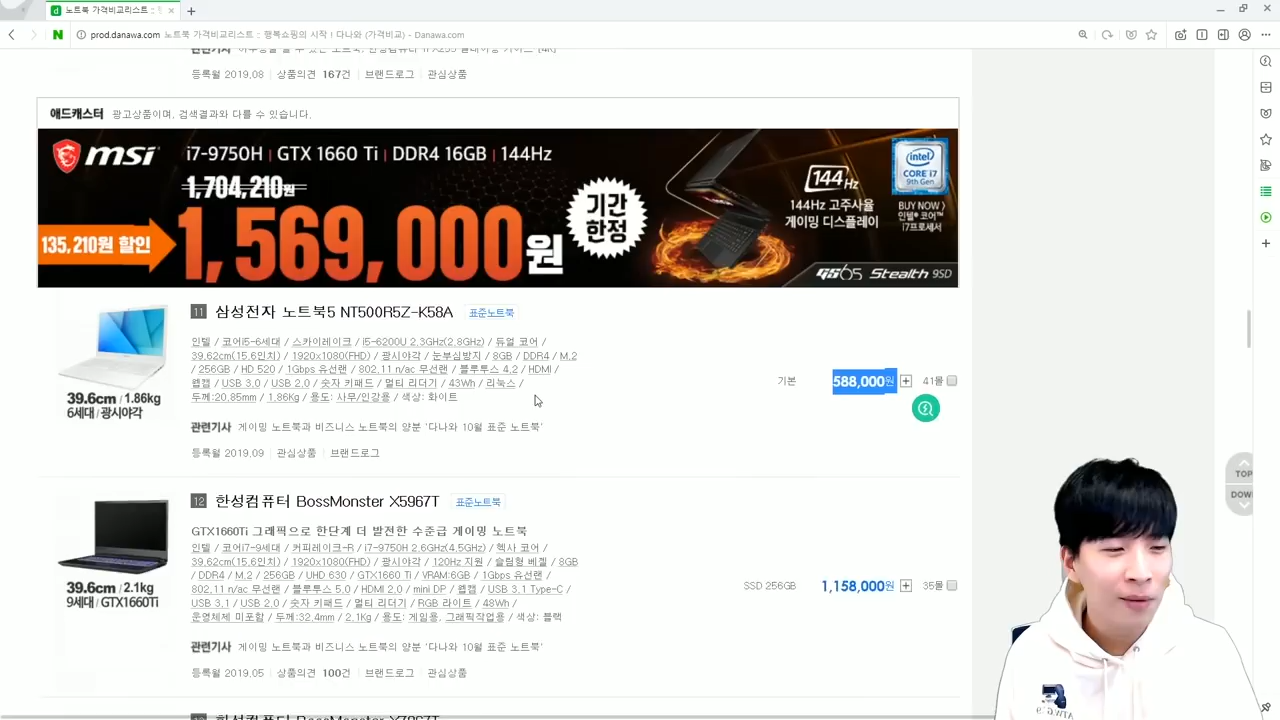 노트북 가격비교리스트 ::
prod.danawa.com 노트북 가격비교리스트 :: 행복쇼핑의 시작 ! 다나와 (가격비교) - Danawa.com
등록월 2019.08 | 상품의견 167건 | 브랜드로그 | 관심상품
애드캐스터 광고상품이며, 검색결과와 다를 수 있습니다.
msi i7-9750H | GTX 1660 Ti | DDR4 16GB | 144Hz
1,704,210원
135,210원 할인
1,569,000원
기간
한정
144Hz
144Hz 고주사율
게이밍 디스플레이
intel
CORE i7
9th Gen
BUY NOW >
인텔® 코어™
i7프로세서
GS65 Stealth 9SD
11 삼성전자 노트북5 NT500R5Z-K58A 표준노트북
인텔 / 코어i5-6세대 / 스카이레이크 / i5-6200U 2.3GHz(2.8GHz) / 듀얼 코어 /
39.62cm(15.6인치) / 1920x1080(FHD) / 광시야각 / 눈부심방지 / 8GB / DDR4 / M.2
/ 256GB / HD 520 / 1Gbps 유선랜 / 802.11 n/ac 무선랜 / 블루투스 4.2 / HDMI /
웹캠 / USB 3.0 / USB 2.0 / 숫자 키패드 / 멀티 리더기 / 43Wh / 리눅스 /
두께:20.85mm / 1.86Kg / 용도: 사무/인강용 / 색상: 화이트
기본 588,000원 + 41몰
39.6cm / 1.86kg
6세대 / 광시야각
관련기사 게이밍 노트북과 비즈니스 노트북의 양분 '다나와 10월 표준 노트북'
등록월 2019.09 | 관심상품 | 브랜드로그
TOP
DOWN
12 한성컴퓨터 BossMonster X5967T 표준노트북
GTX1660Ti 그래픽으로 한단계 더 발전한 수준급 게이밍 노트북
인텔 / 코어i7-9세대 / 커피레이크-R / i7-9750H 2.6GHz(4.5GHz) / 헥사 코어 /
39.62cm(15.6인치) / 1920x1080(FHD) / 광시야각 / 120Hz 지원 / 슬림형 베젤 / 8GB
/ DDR4 / M.2 / 256GB / UHD 630 / GTX1660 Ti / VRAM:6GB / 1Gbps 유선랜 /
802.11 n/ac 무선랜 / 블루투스 5.0 / HDMI 2.0 / mini DP / 웹캠 / USB 3.1 Type-C /
USB 3.1 / USB 2.0 / 숫자 키패드 / 멀티 리더기 / RGB 라이트 / 48Wh /
운영체제 미포함 / 두께:32.4mm / 2.1Kg / 용도: 게임용, 그래픽작업용 / 색상: 블랙
SSD 256GB 1,158,000원 + 35몰
39.6cm / 2.1kg
9세대 / GTX1660Ti
관련기사 게이밍 노트북과 비즈니스 노트북의 양분 '다나와 10월 표준 노트북'
등록월 2019.05 | 상품의견 100건 | 브랜드로그 | 관심상품